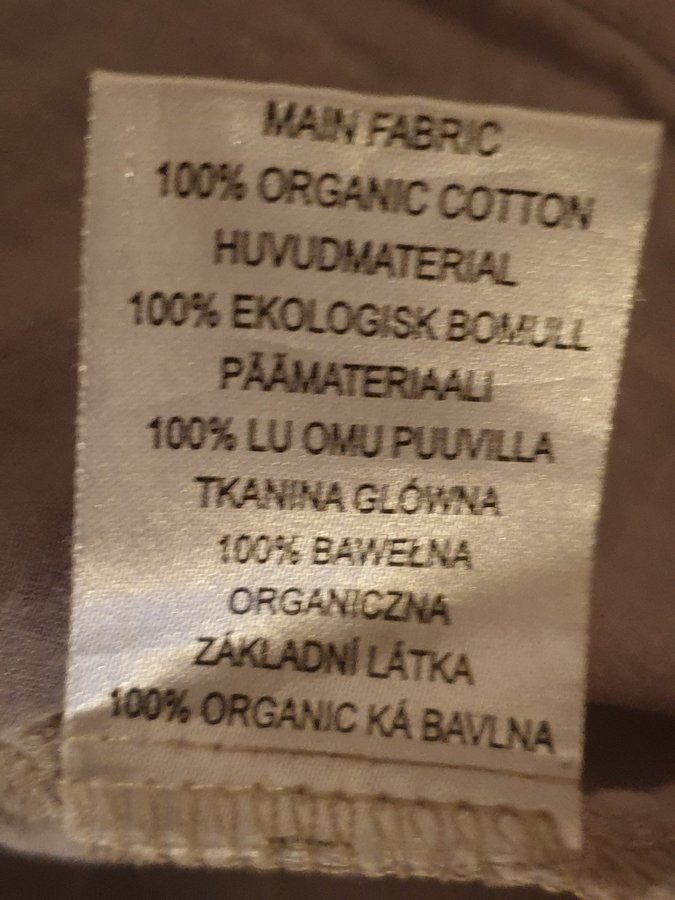 MAIN FABRIC
100% ORGANIC COTTON
HUVUDMATERIAL
100% EKOLOGISK BOMULL
PÄÄMATERIAALI
100% LU OMU PUUVILLA
TKANINA GLÓWNA
100% BAWEŁNA
ORGANICZNA
ZÁKLADNÍ LÁTKA
100% ORGANIC KÁ BAVLNA